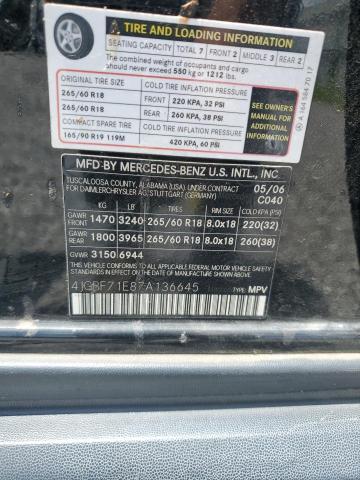 TIRE AND LOADING INFORMATION
SEATING CAPACITY TOTAL 7 FRONT 2 MIDDLE 3 REAR 2
The combined weight of occupants and cargo
should never exceed 550 kg or 1212 lbs.
ORIGINAL TIRE SIZE COLD TIRE INFLATION PRESSURE
265/60 R18 FRONT 220 KPA, 32 PSI
265/60 R18 REAR 260 KPA, 38 PSI
COMPACT SPARE TIRE COLD TIRE INFLATION PRESSURE
165/90 R19 119M 420 KPA, 60 PSI
SEE OWNER'S
MANUAL FOR
ADDITIONAL
INFORMATION
A 164 584 70 17
MFD BY MERCEDES-BENZ U.S. INTL., INC.
TUSCALOOSA COUNTY, ALABAMA (USA), UNDER LICENSE
OF DAIMLERCHRYSLER AG, STUTTGART (GERMANY)
05/06
C040
KG LB TIRES RIM SIZE COLD KPA (PSI)
GAWR FRONT 1470 3240 265/60 R18 8.0x18 220(32)
GAWR REAR 1800 3965 265/60 R18 8.0x18 260(38)
GVWR 3150 6944
THIS VEHICLE CONFORMS TO ALL APPLICABLE U.S. FEDERAL MOTOR VEHICLE SAFETY
STANDARDS IN EFFECT ON THE DATE OF MANUFACTURE SHOWN ABOVE.
4JGBF71E87A136645
TYPE: MPV